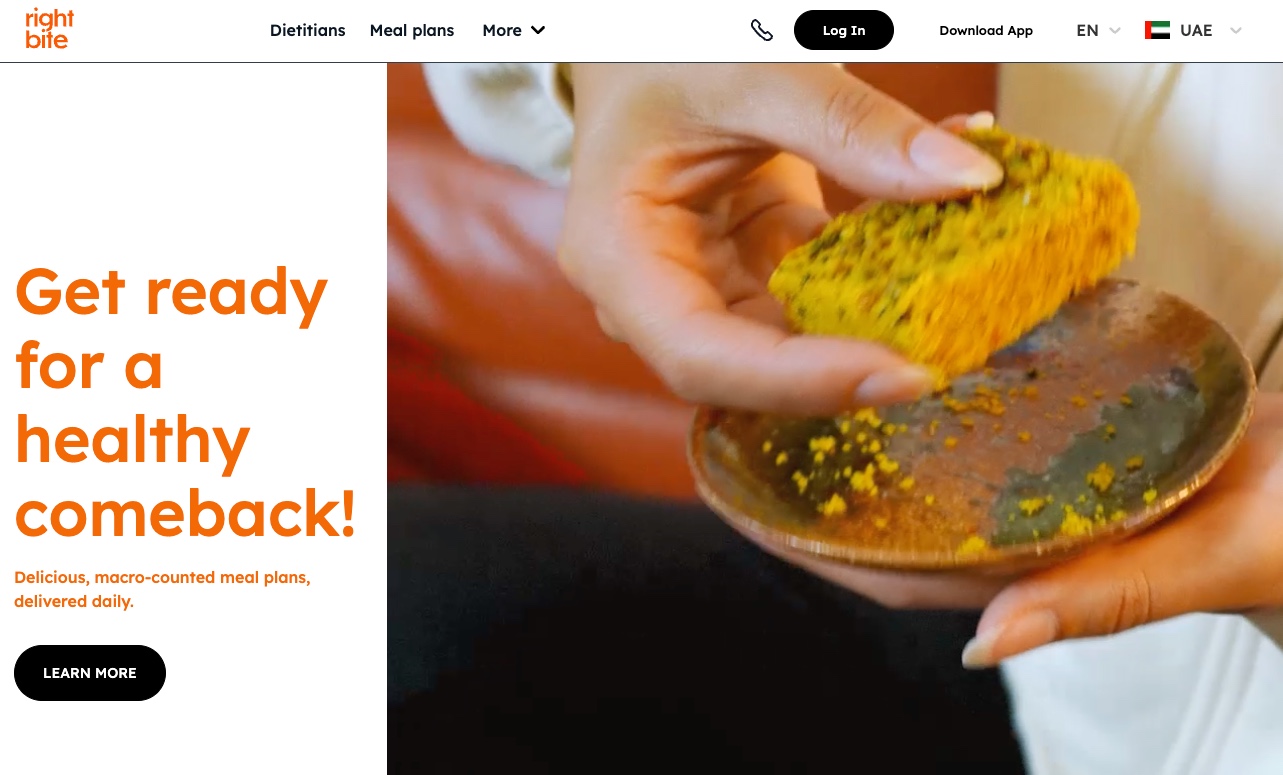 right
bite
Dietitians
Meal plans
More
Log In
Download App
EN
UAE
Get ready
for a
healthy
comeback!
Delicious, macro-counted meal plans,
delivered daily.
LEARN MORE